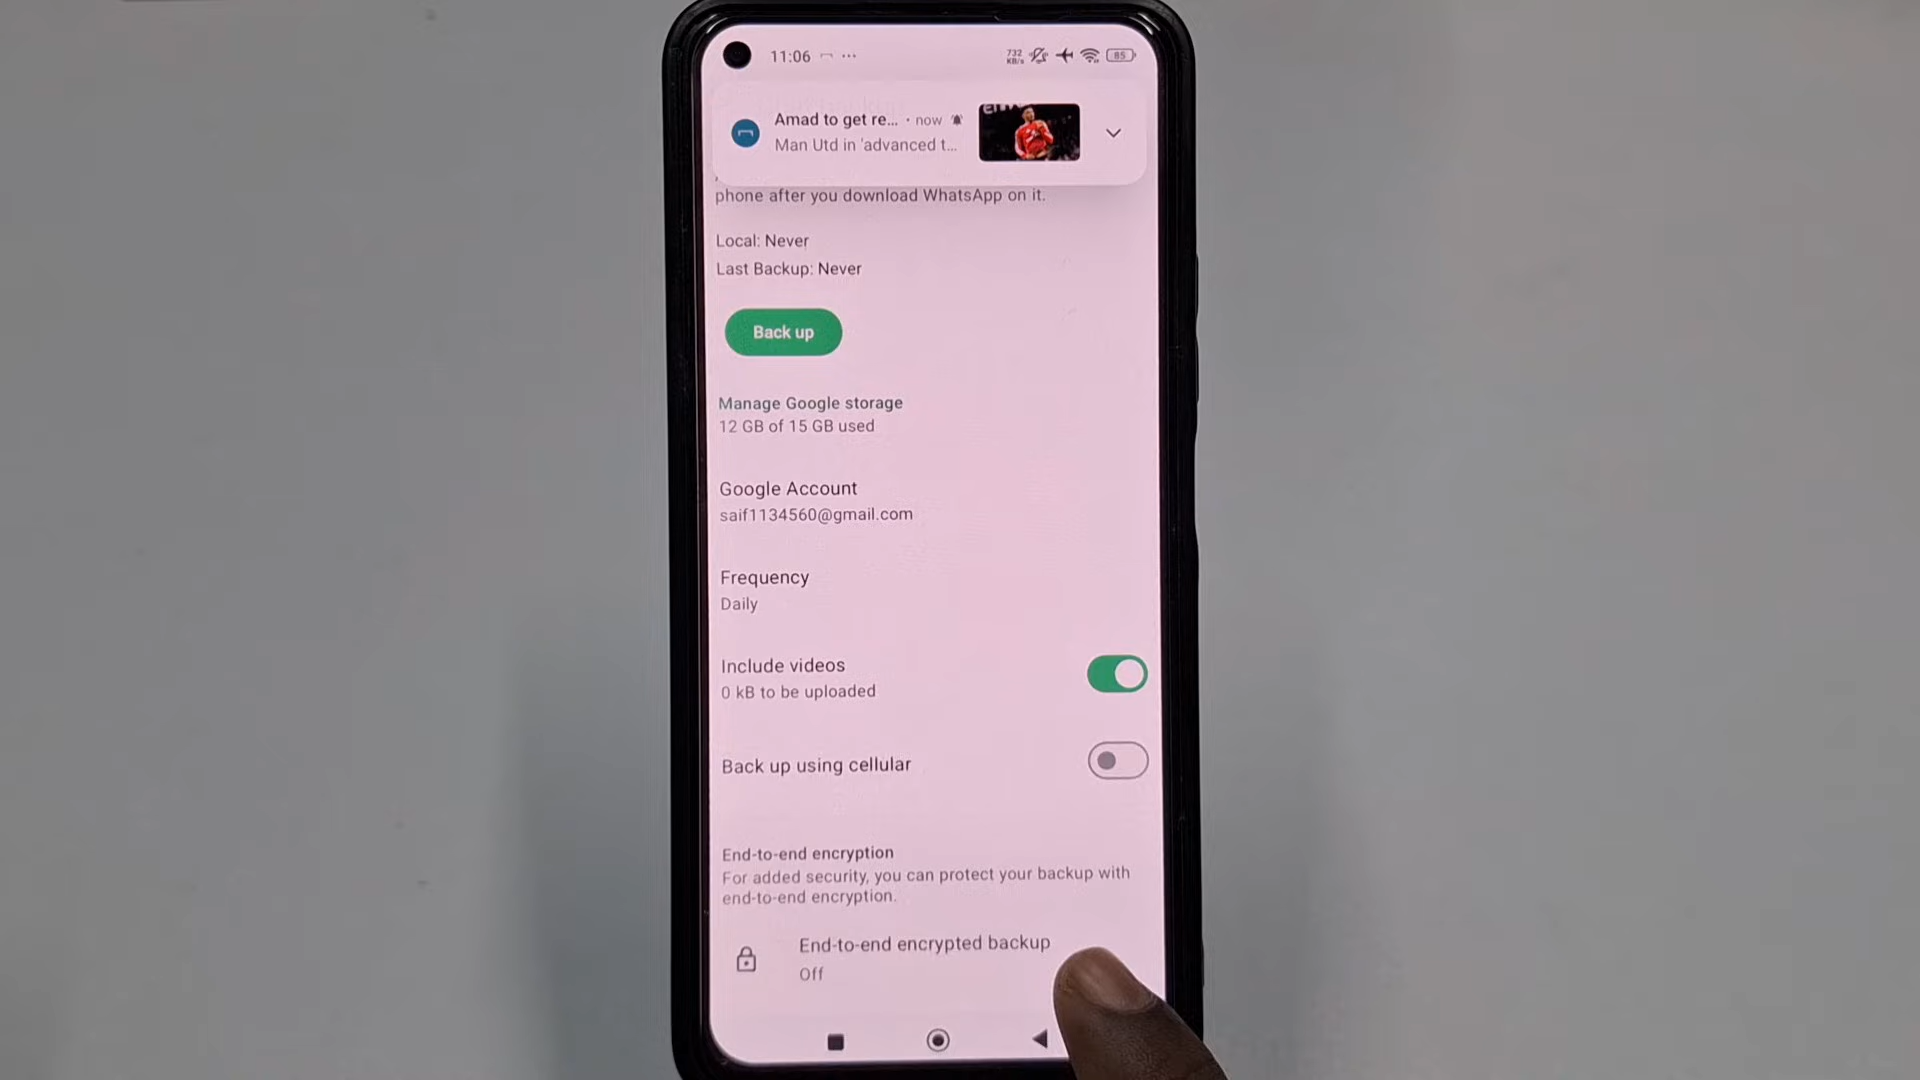 11:06 ...
732
KB/s
85
Amad to get re... • now
Man Utd in 'advanced t...
phone after you download WhatsApp on it.
Local: Never
Last Backup: Never
Back up
Manage Google storage
12 GB of 15 GB used
Google Account
saif1134560@gmail.com
Frequency
Daily
Include videos
0 kB to be uploaded
Back up using cellular
End-to-end encryption
For added security, you can protect your backup with
end-to-end encryption.
End-to-end encrypted backup
Off